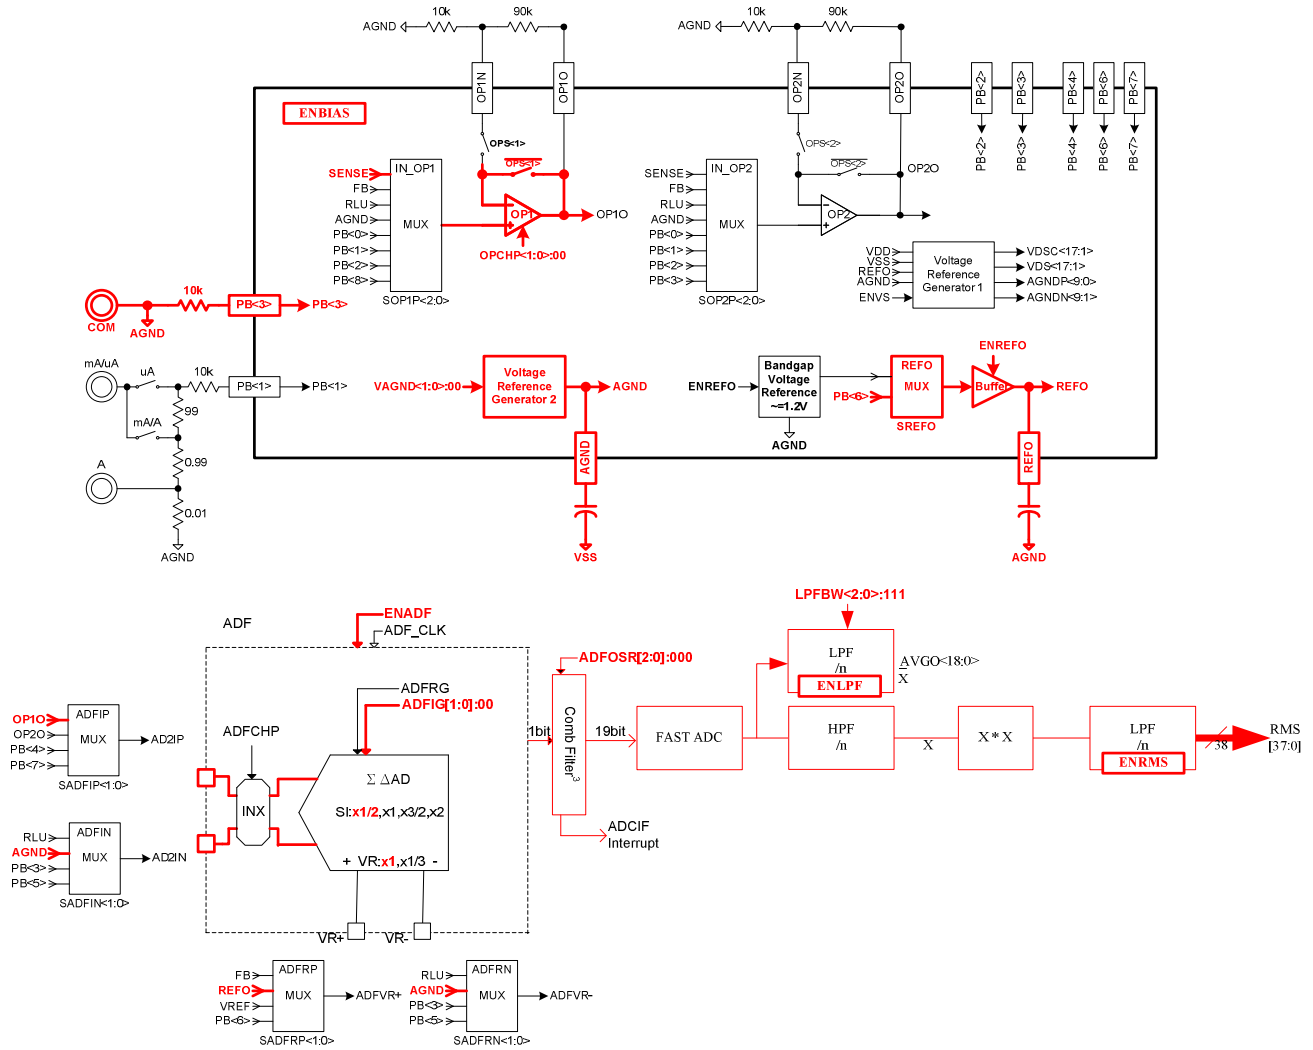 10k
90k
AGND
10k
90k
AGND
OP1N
OP1O
OP2N
OP2O
PB<2>
PB<3>
PB<4>
PB<6>
PB<7>
ENBIAS
OPS<1>
OPS<1>
OPS<2>
OPS<2>
PB<2>
PB<3>
PB<4>
PB<6>
PB<7>
SENSE
FB
RLU
AGND
PB<0>
PB<1>
PB<2>
PB<8>
IN_OP1
MUX
SOP1P<2:0>
OP1
OP1O
OPCHP<1:0>:00
SENSE
FB
RLU
AGND
PB<0>
PB<1>
PB<2>
PB<3>
IN_OP2
MUX
SOP2P<2:0>
OP2
OP2O
VDD
VSS
REFO
AGND
ENVS
Voltage
Reference
Generator 1
VDSC<17:1>
VDS<17:1>
AGNDP<9:0>
AGNDN<9:1>
COM
AGND
10k
PB<3>
PB<3>
mA/uA
uA
10k
PB<1>
PB<1>
99
mA/A
A
0.99
0.01
AGND
VAGND<1:0>:00
Voltage
Reference
Generator 2
AGND
AGND
VSS
ENREFO
Bandgap
Voltage
Reference
~=1.2V
AGND
PB<6>
REFO
MUX
SREFO
ENREFO
Buffer
REFO
REFO
AGND
ADF
ENADF
ADF_CLK
ADFRG
ADFIG[1:0]:00
ADFCHP
INX
Σ ΔAD
SI:x1/2,x1,x3/2,x2
+ VR:x1,x1/3 -
VR+
VR-
OP1O
OP2O
PB<4>
PB<7>
ADFIP
MUX
AD2IP
SADFIP<1:0>
RLU
AGND
PB<3>
PB<5>
ADFIN
MUX
AD2IN
SADFIN<1:0>
FB
REFO
VREF
PB<6>
ADFRP
MUX
ADFVR+
SADFRP<1:0>
RLU
AGND
PB<3>
PB<5>
ADFRN
MUX
ADFVR-
SADFRN<1:0>
1bit
ADFOSR[2:0]:000
Comb Filter3
19bit
ADCIF
Interrupt
FAST ADC
LPFBW<2:0>:111
LPF
/n
ENLPF
AVGO<18:0>
X
HPF
/n
X
X*X
LPF
/n
ENRMS
38
RMS
[37:0]